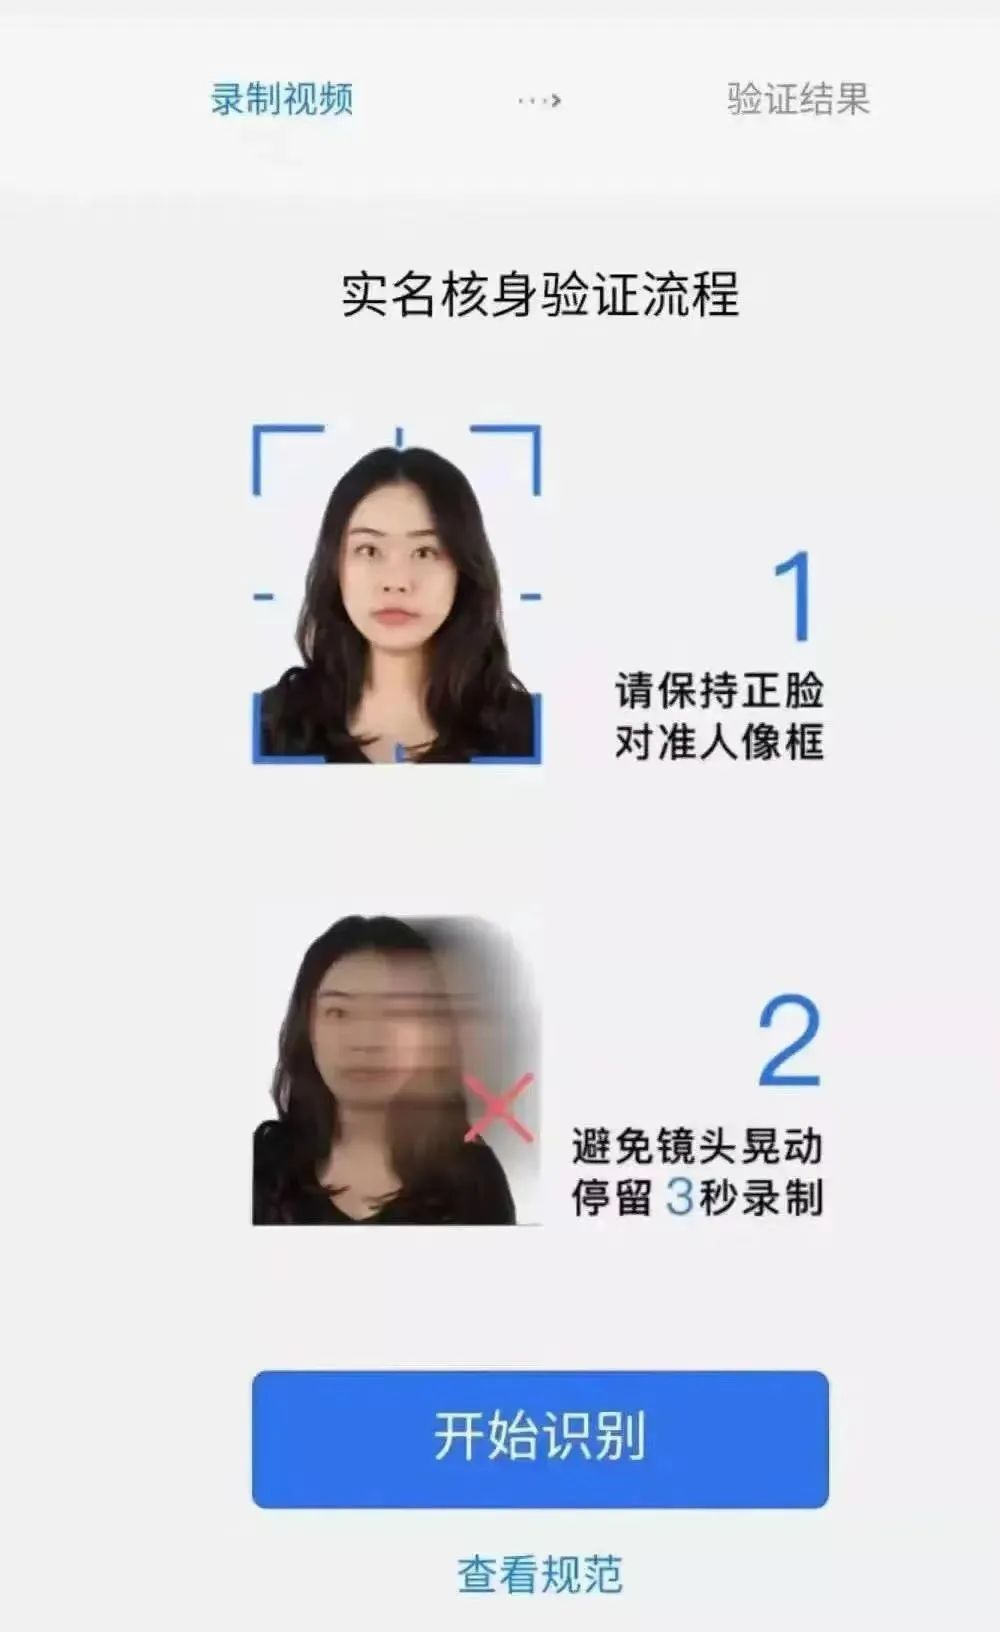 录制视频 ···> 验证结果
实名核身验证流程
1
请保持正脸
对准人像框
2
避免镜头晃动
停留 3秒录制
开始识别
查看规范